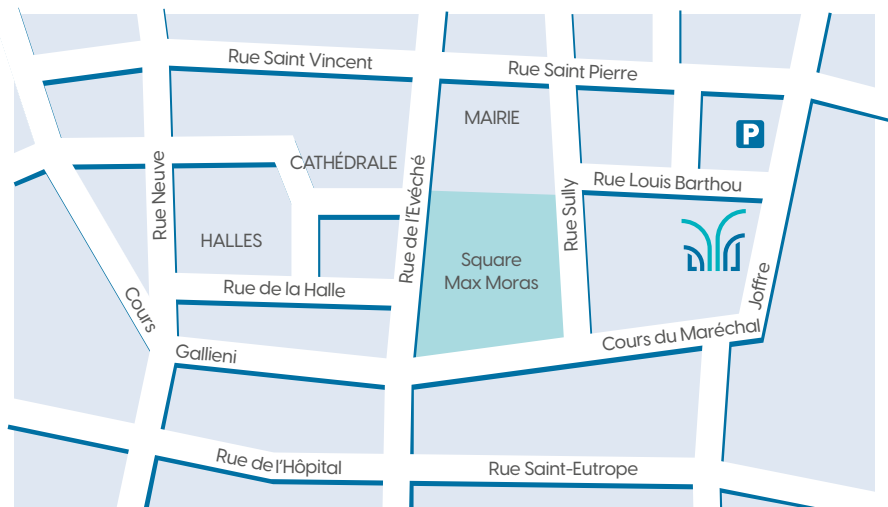 Rue Saint Vincent
Rue Saint Pierre
MAIRIE
P
CATHÉDRALE
Rue Neuve
Rue de l'Evéché
Rue Sully
Rue Louis Barthou
HALLES
Square
Max Moras
Rue de la Halle
Cours
Gallieni
Cours du Maréchal
Joffre
Rue de l'Hôpital
Rue Saint-Eutrope